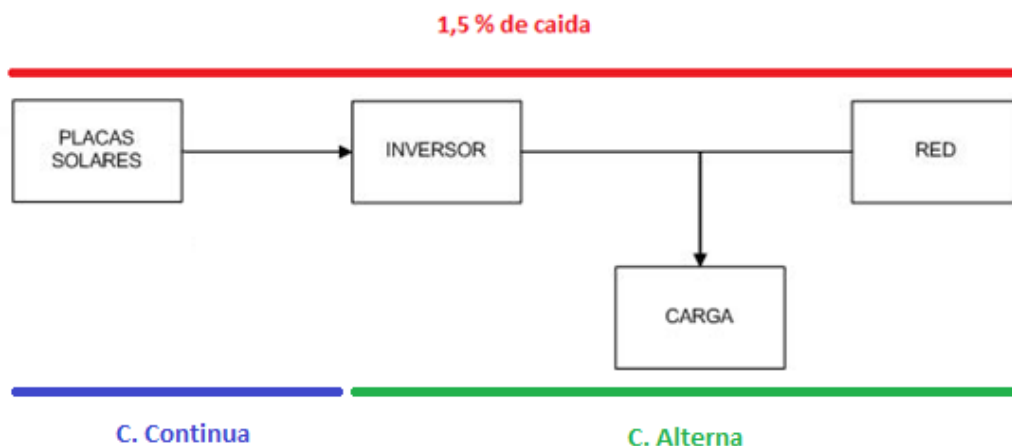 1,5 % de caida
PLACAS
SOLARES
INVERSOR
RED
CARGA
C. Continua
C. Alterna